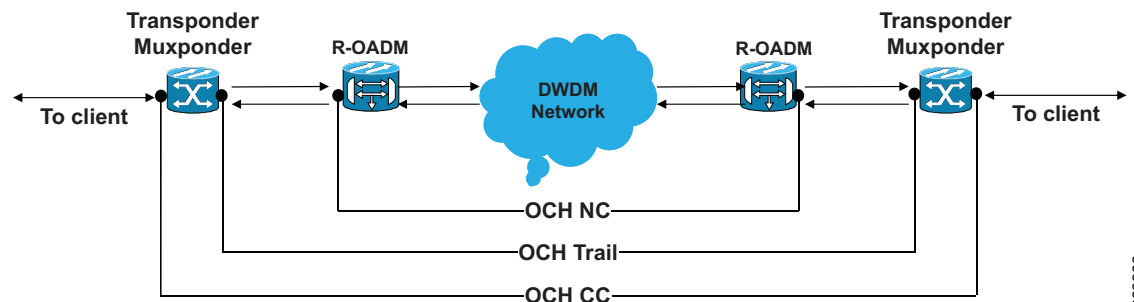 Transponder
Muxponder
R-OADM
R-OADM
Transponder
Muxponder
DWDM
Network
To client
To client
OCH NC
OCH Trail
OCH CC